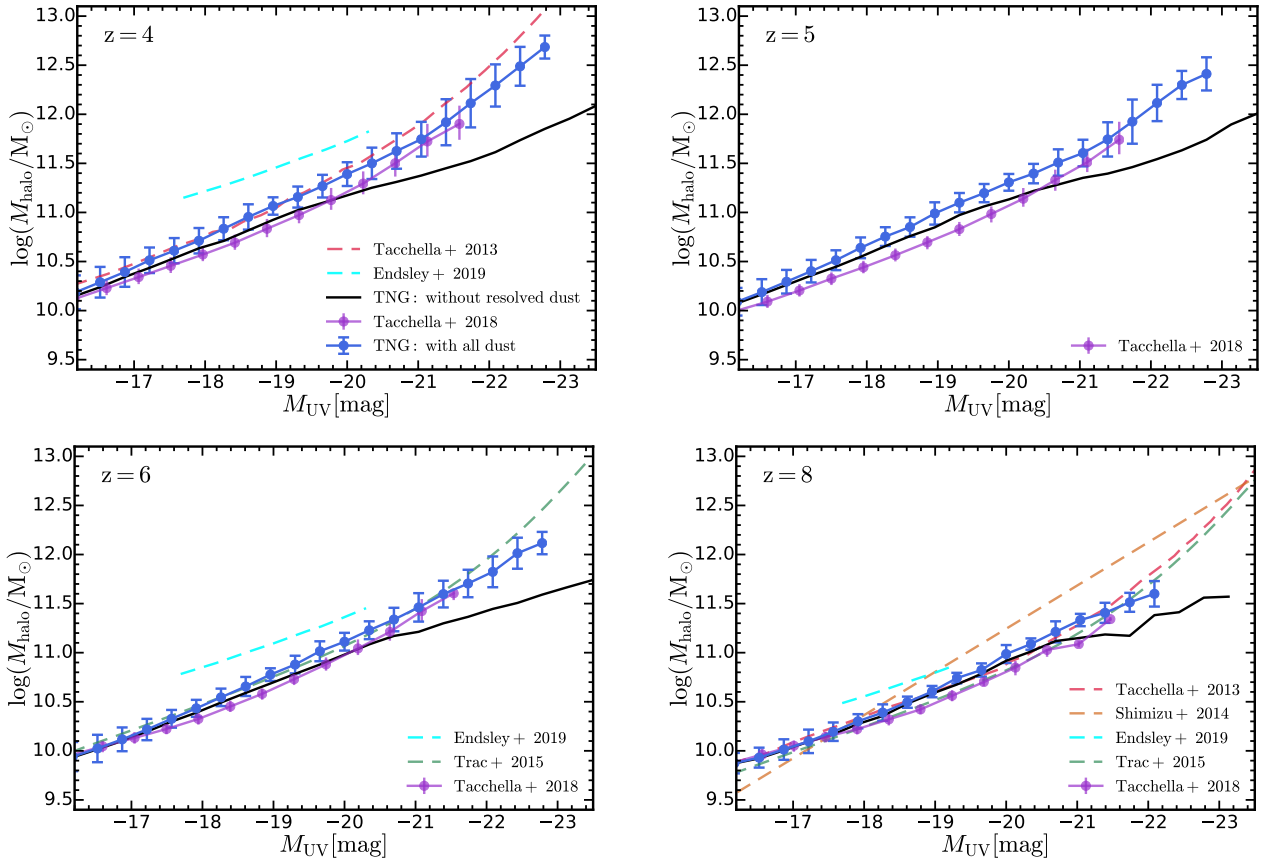 z = 4
13.0
12.5
12.0
11.5
11.0
10.5
10.0
9.5
log(M_halo/M_⊙)
Tacchella + 2013
Endsley + 2019
TNG : without resolved dust
Tacchella + 2018
TNG : with all dust
−17 −18 −19 −20 −21 −22 −23
M_UV[mag]
z = 5
13.0
12.5
12.0
11.5
11.0
10.5
10.0
9.5
log(M_halo/M_⊙)
Tacchella + 2018
−17 −18 −19 −20 −21 −22 −23
M_UV[mag]
z = 6
13.0
12.5
12.0
11.5
11.0
10.5
10.0
9.5
log(M_halo/M_⊙)
Endsley + 2019
Trac + 2015
Tacchella + 2018
−17 −18 −19 −20 −21 −22 −23
M_UV[mag]
z = 8
13.0
12.5
12.0
11.5
11.0
10.5
10.0
9.5
log(M_halo/M_⊙)
Tacchella + 2013
Shimizu + 2014
Endsley + 2019
Trac + 2015
Tacchella + 2018
−17 −18 −19 −20 −21 −22 −23
M_UV[mag]